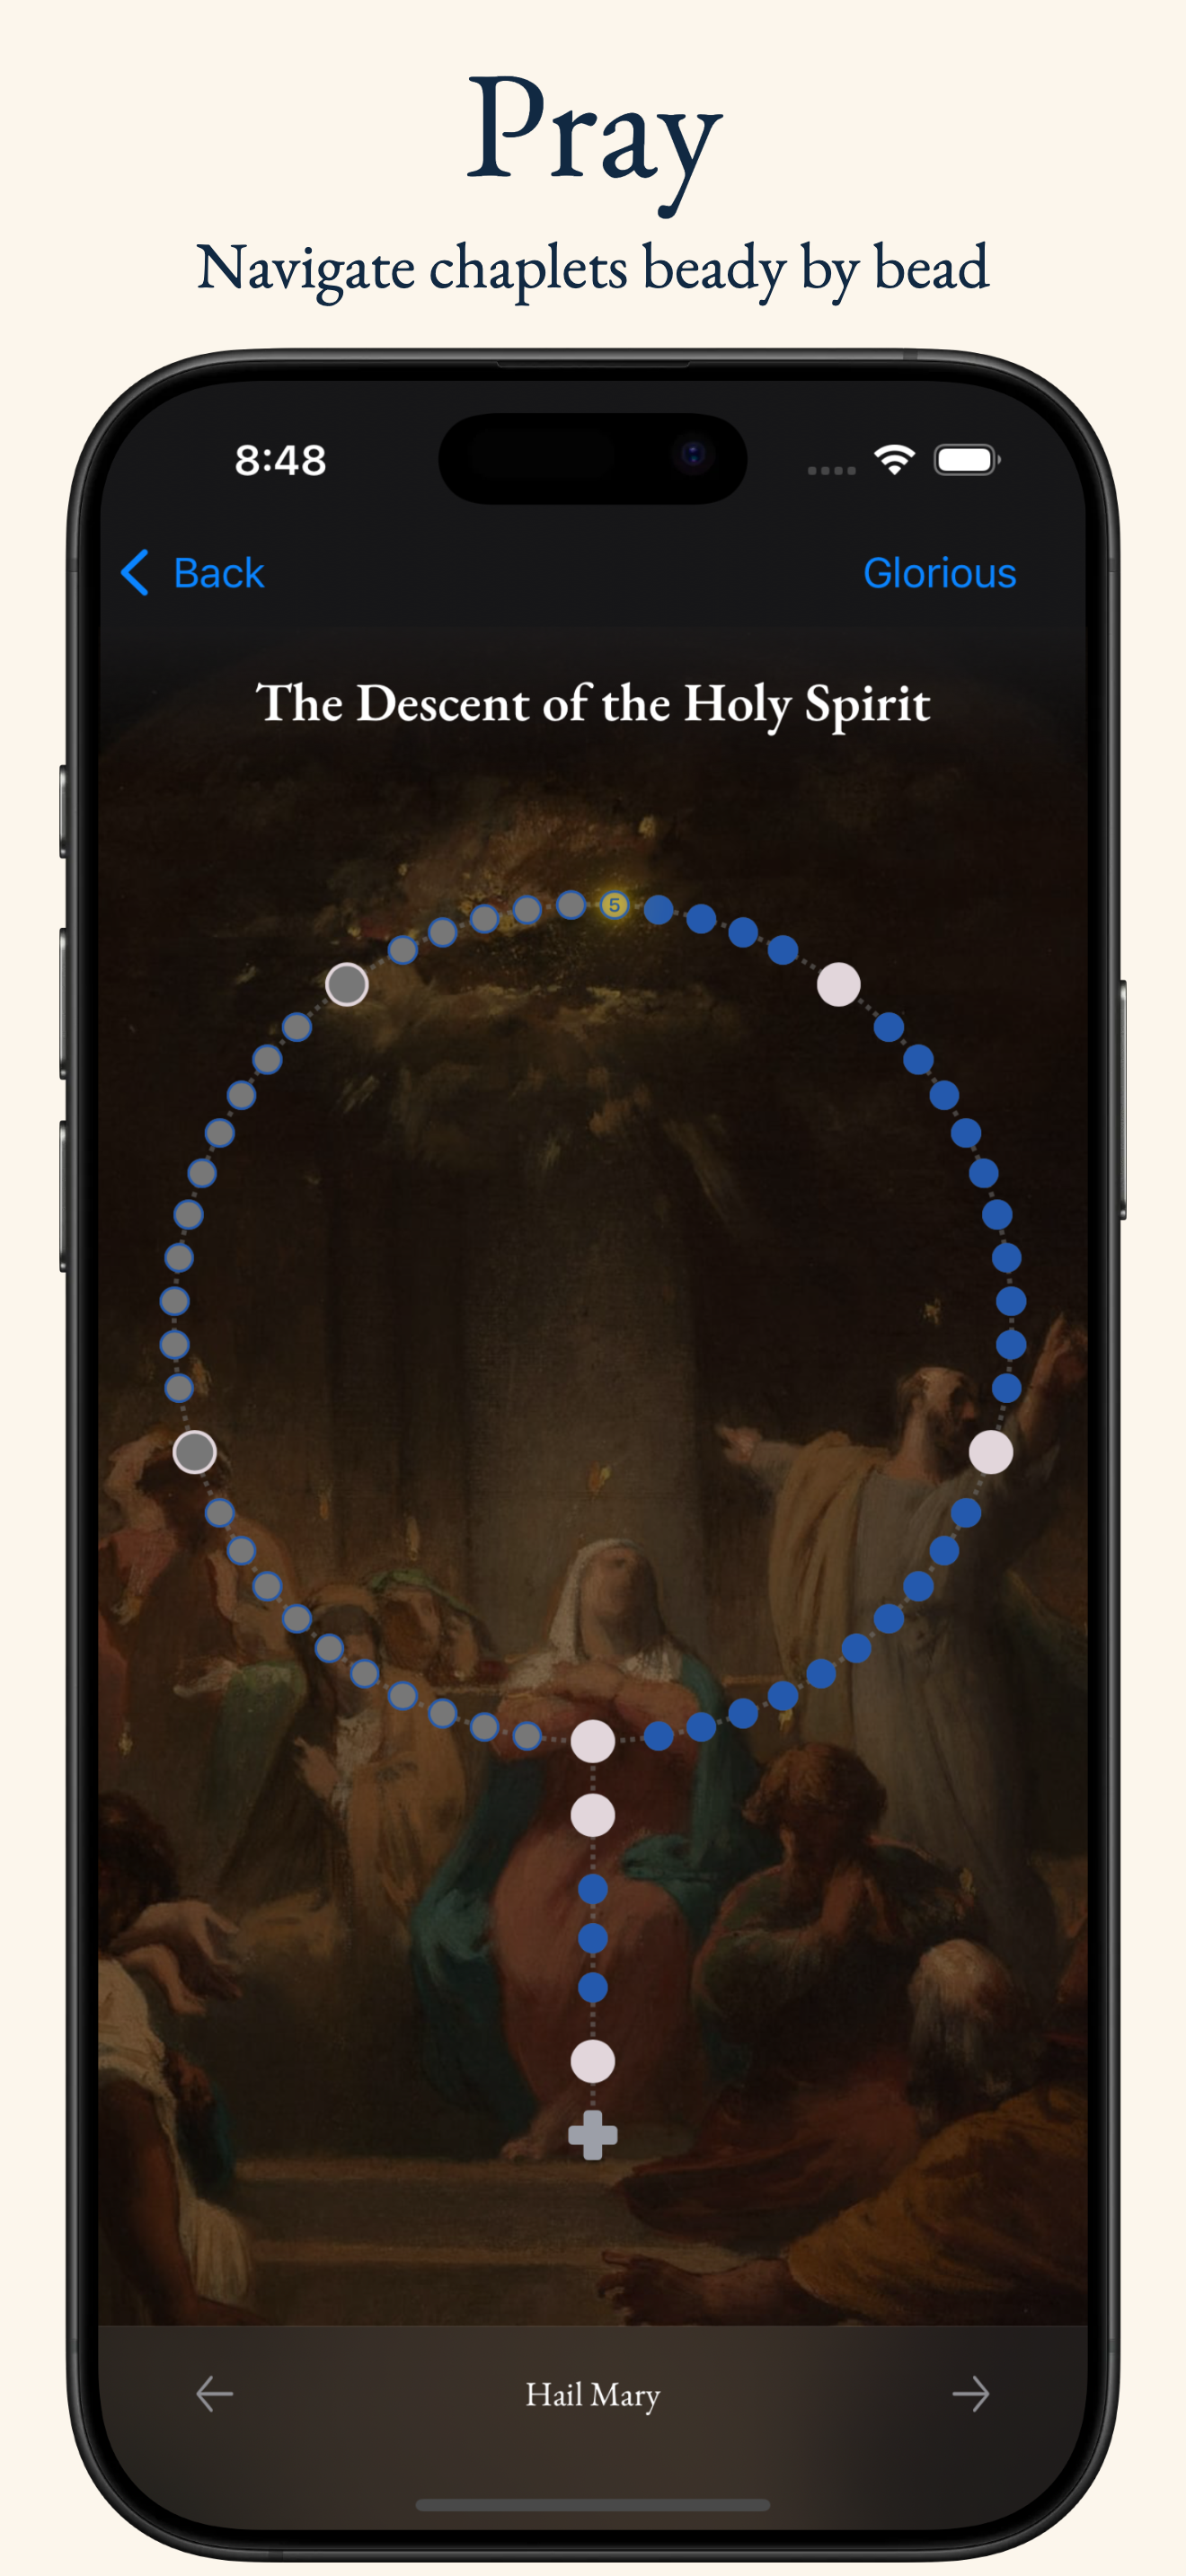 Pray
Navigate chaplets beady by bead
8:48
Back
Glorious
The Descent of the Holy Spirit
5
Hail Mary